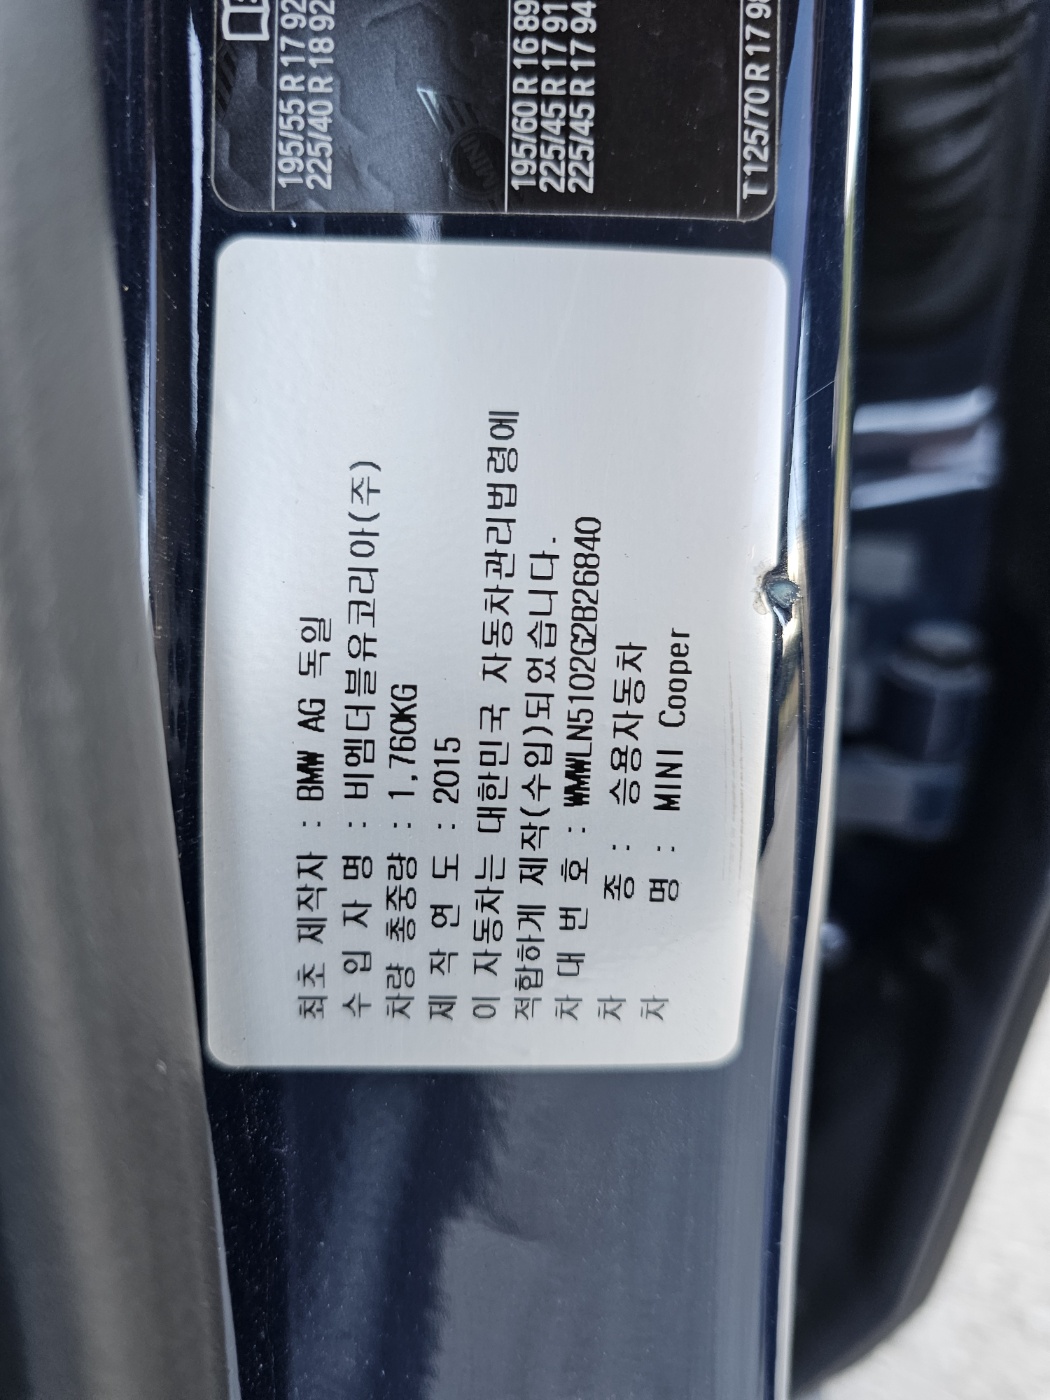 최초 제작자 : BMW AG 독일
수 입 자 명 : 비엠더블유코리아(주)
차량 총중량 : 1,760KG
제 작 연 도 : 2015
이 자동차는 대한민국 자동차관리법령에
적합하게 제작(수입)되었습니다.
차 대 번 호 : WMWLN5102G2B26840
차 종 : 승용자동차
차 명 : MINI Cooper
195/55 R 17 92
225/40 R 18 92
MINI
195/60 R 16 89
225/45 R 17 91
225/45 R 17 94
T 125/70 R 17